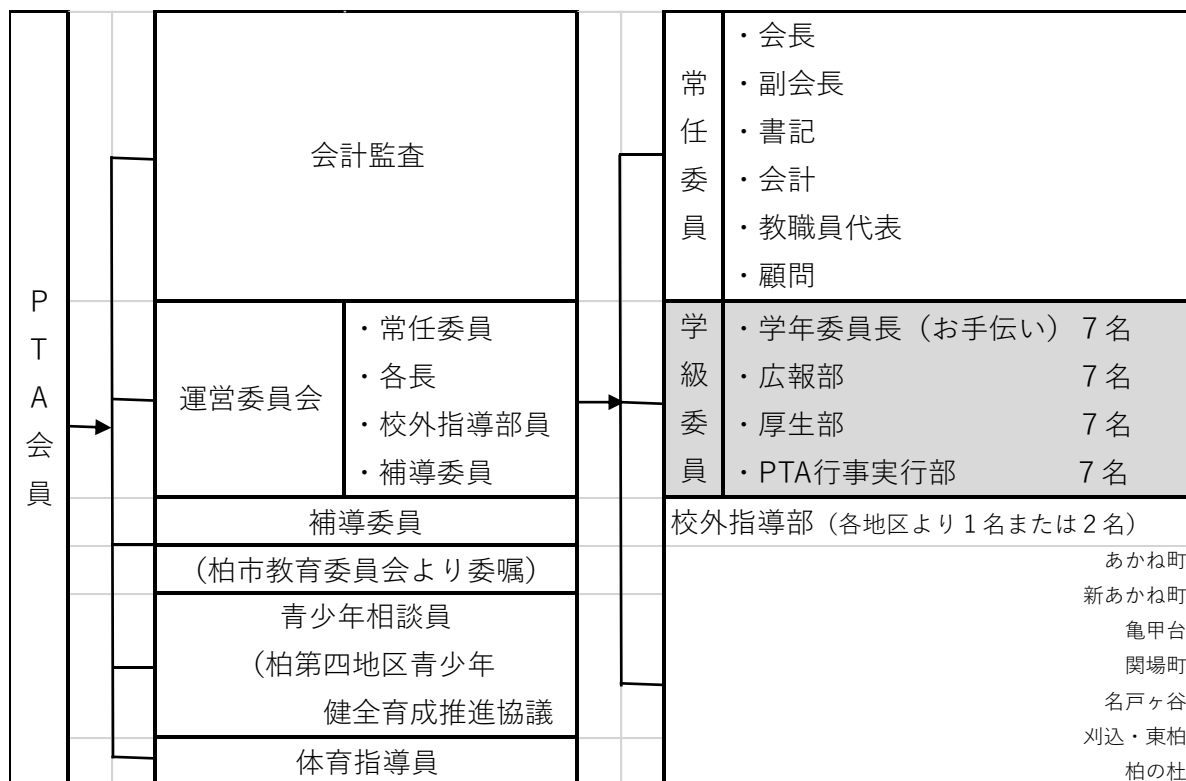 PTA会員
会計監査
運営委員会
・常任委員
・各長
・校外指導部員
・補導委員
補導委員
(柏市教育委員会より委嘱)
青少年相談員
(柏第四地区青少年
健全育成推進協議
体育指導員
常任委員
・会長
・副会長
・書記
・会計
・教職員代表
・顧問
学級委員
・学年委員長（お手伝い） 7名
・広報部 7名
・厚生部 7名
・PTA行事実行部 7名
校外指導部（各地区より１名または２名）
あかね町
新あかね町
亀甲台
関場町
名戸ヶ谷
刈込・東柏
柏の杜